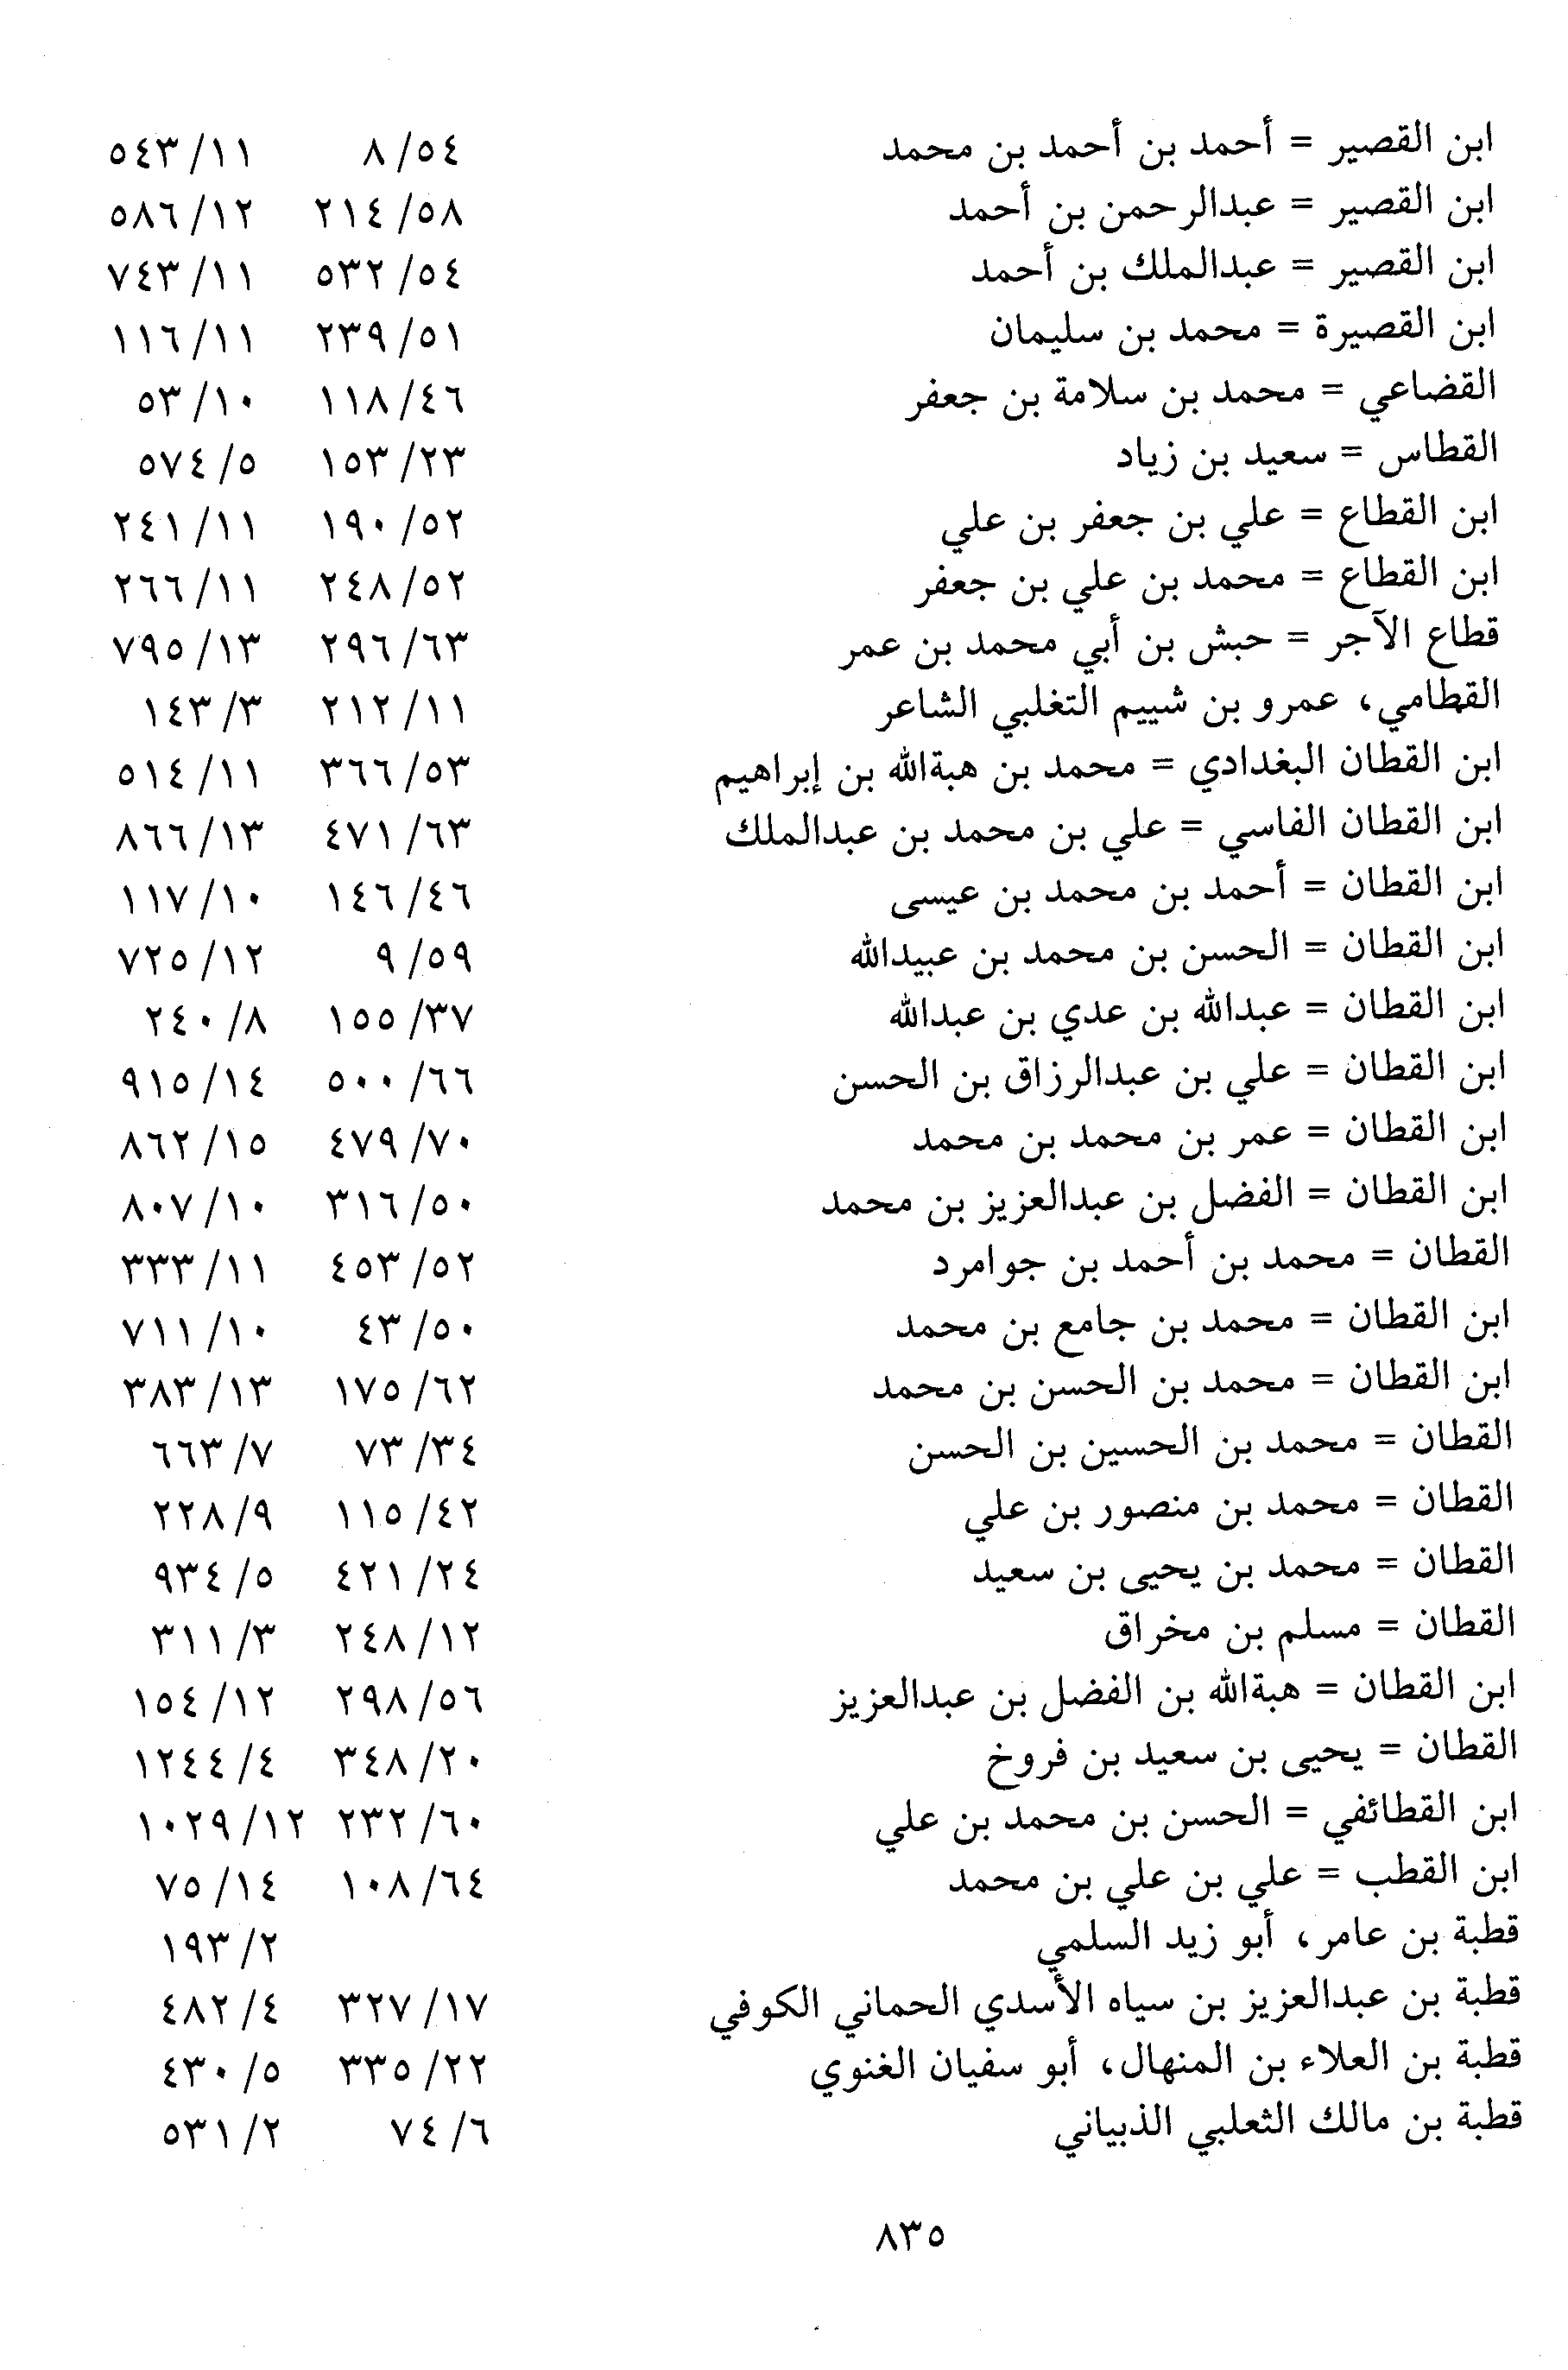 ابن القصير = أحمد بن أحمد بن محمد ٥٤/ ٨ ١١/ ٥٤٣
ابن القصير = عبدالرحمن بن أحمد ٥٨/ ٢١٤ ١٢/ ٥٨٦
ابن القصير = عبدالملك بن أحمد ٥٤/ ٥٣٢ ١١/ ٧٤٣
ابن القصيرة = محمد بن سليمان ٥١/ ٢٣٩ ١١/ ١١٦
القضاعي = محمد بن سلامة بن جعفر ٤٦/ ١١٨ ١٠/ ٥٣
القطاس = سعيد بن زياد ٢٣/ ١٥٣ ٥/ ٥٧٤
ابن القطاع = علي بن جعفر بن علي ٥٢/ ١٩٠ ١١/ ٢٤١
ابن القطاع = محمد بن علي بن جعفر ٥٢/ ٢٤٨ ١١/ ٢٦٦
قطاع الآجر = حبش بن أبي محمد بن عمر ٦٣/ ٢٩٦ ١٣/ ٧٩٥
القطامي، عمرو بن شييم التغلبي الشاعر ١١/ ٢١٢ ٣/ ١٤٣
ابن القطان البغدادي = محمد بن هبةالله بن إبراهيم ٥٣/ ٣٦٦ ١١/ ٥١٤
ابن القطان الفاسي = علي بن محمد بن عبدالملك ٦٣/ ٤٧١ ١٣/ ٨٦٦
ابن القطان = أحمد بن محمد بن عيسى ٤٦/ ١٤٦ ١٠/ ١١٧
ابن القطان = الحسن بن محمد بن عبيدالله ٥٩/ ٩ ١٢/ ٧٢٥
ابن القطان = عبدالله بن عدي بن عبدالله ٣٧/ ١٥٥ ٨/ ٢٤٠
ابن القطان = علي بن عبدالرزاق بن الحسن ٦٦/ ٥٠٠ ١٤/ ٩١٥
ابن القطان = عمر بن محمد بن محمد ٧٠/ ٤٧٩ ١٥/ ٨٦٢
ابن القطان = الفضل بن عبدالعزيز بن محمد ٥٠/ ٣١٦ ١٠/ ٨٠٧
القطان = محمد بن أحمد بن جوامرد ٥٢/ ٤٥٣ ١١/ ٣٣٣
ابن القطان = محمد بن جامع بن محمد ٥٠/ ٤٣ ١٠/ ٧١١
ابن القطان = محمد بن الحسن بن محمد ٦٢/ ١٧٥ ١٣/ ٣٨٣
القطان = محمد بن الحسين بن الحسن ٣٤/ ٧٣ ٧/ ٦٦٣
القطان = محمد بن منصور بن علي ٤٢/ ١١٥ ٩/ ٢٢٨
القطان = محمد بن يحيى بن سعيد ٢٤/ ٤٢١ ٥/ ٩٣٤
القطان = مسلم بن مخراق ١٢/ ٢٤٨ ٣/ ٣١١
ابن القطان = هبةالله بن الفضل بن عبدالعزيز ٥٦/ ٢٩٨ ١٢/ ١٥٤
القطان = يحيى بن سعيد بن فروخ ٢٠/ ٣٤٨ ٤/ ١٢٤٤
ابن القطائفي = الحسن بن محمد بن علي ٦٠/ ٢٣٢ ١٢/ ١٠٢٩
ابن القطب = علي بن علي بن محمد ٦٤/ ١٠٨ ١٤/ ٧٥
قطبة بن عامر، أبو زيد السلمي ٢/ ١٩٣
قطبة بن عبدالعزيز بن سياه الأسدي الحماني الكوفي ١٧/ ٣٢٧ ٤/ ٤٨٢
قطبة بن العلاء بن المنهال، أبو سفيان الغنوي ٢٢/ ٣٣٥ ٥/ ٤٣٠
قطبة بن مالك الثعلبي الذبياني ٦/ ٧٤ ٢/ ٥٣١
٨٣٥